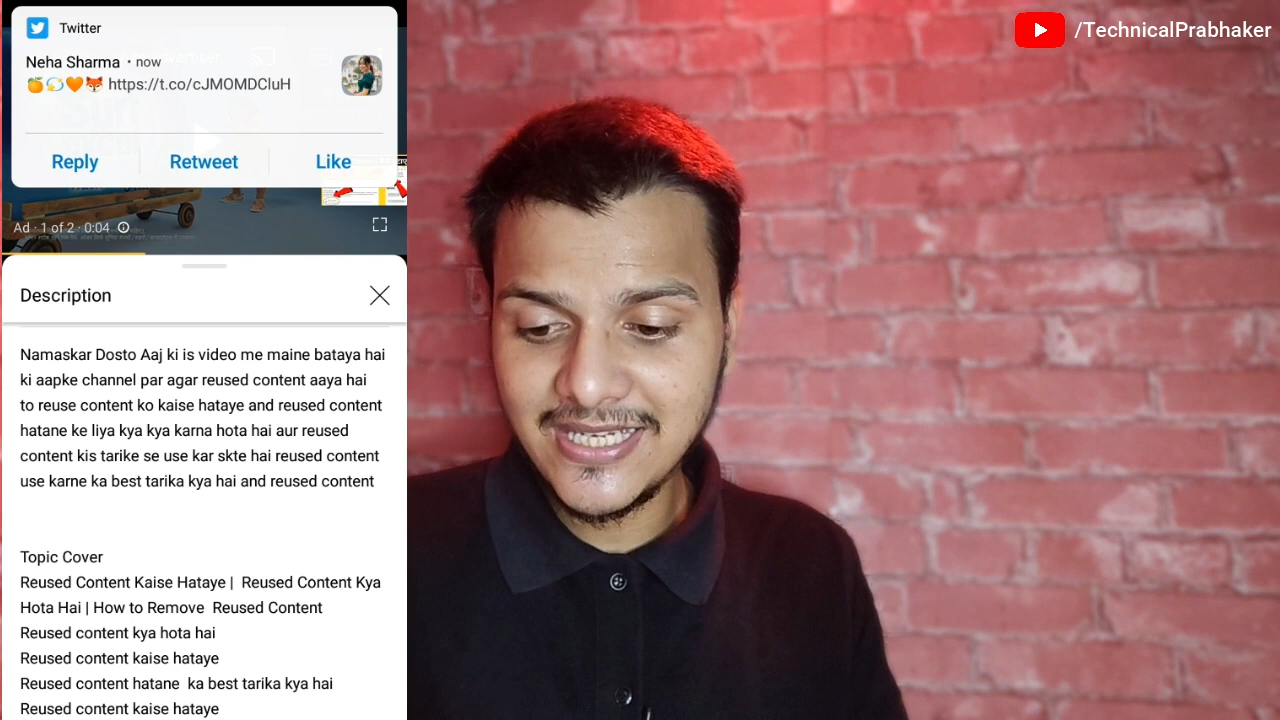 Twitter
/TechnicalPrabhaker
Neha Sharma • now
🍊💫🧡🦊 https://t.co/cJMOMDCluH
Reply Retweet Like
Ad · 1 of 2 · 0:04
Description
Namaskar Dosto Aaj ki is video me maine bataya hai
ki aapke channel par agar reused content aaya hai
to reuse content ko kaise hataye and reused content
hatane ke liya kya kya karna hota hai aur reused
content kis tarike se use kar skte hai reused content
use karne ka best tarika kya hai and reused content
Topic Cover
Reused Content Kaise Hataye | Reused Content Kya
Hota Hai | How to Remove Reused Content
Reused content kya hota hai
Reused content kaise hataye
Reused content hatane ka best tarika kya hai
Reused content kaise hataye